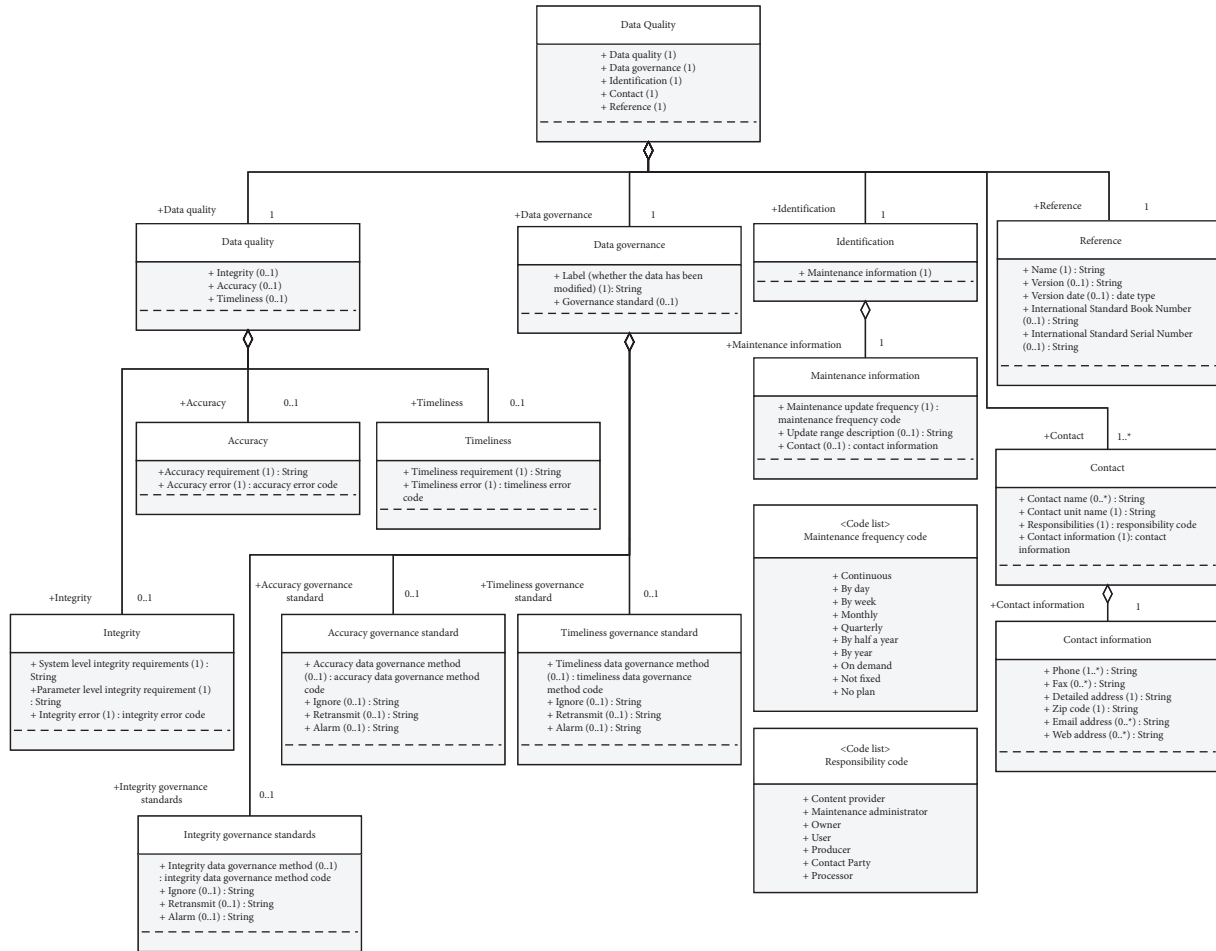 Data Quality
+ Data quality (1)
+ Data governance (1)
+ Identification (1)
+ Contact (1)
+ Reference (1)
+Data quality
1
Data quality
+ Integrity (0..1)
+ Accuracy (0..1)
+ Timeliness (0..1)
+Data governance
1
Data governance
+ Label (whether the data has been
modified) (1): String
+ Governance standard (0..1)
+Identification
1
Identification
+ Maintenance information (1)
+Reference
1
Reference
+ Name (1) : String
+ Version (0..1) : String
+ Version date (0..1) : date type
+ International Standard Book Number
(0..1) : String
+ International Standard Serial Number
(0..1) : String
+Maintenance information
1
Maintenance information
+ Maintenance update frequency (1) :
maintenance frequency code
+ Update range description (0..1) : String
+ Contact (0..1) : contact information
+Accuracy
0..1
Accuracy
+Accuracy requirement (1) : String
+ Accuracy error (1) : accuracy error code
+Timeliness
0..1
Timeliness
+ Timeliness requirement (1) : String
+ Timeliness error (1) : timeliness error
code
+Contact
1..*
Contact
+ Contact name (0..*) : String
+ Contact unit name (1) : String
+ Responsibilities (1) : responsibility code
+ Contact information (1): contact
information
<Code list>
Maintenance frequency code
+ Continuous
+ By day
+ By week
+ Monthly
+ Quarterly
+ By half a year
+ By year
+ On demand
+ Not fixed
+ No plan
+Integrity
0..1
Integrity
+ System level integrity requirements (1) :
String
+Parameter level integrity requirement (1)
: String
+ Integrity error (1) : integrity error code
+Accuracy governance
standard
0..1
Accuracy governance standard
+ Accuracy data governance method
(0..1) : accuracy data governance method
code
+ Ignore (0..1) : String
+ Retransmit (0..1) : String
+ Alarm (0..1) : String
+Timeliness governance
standard
0..1
Timeliness governance standard
+ Timeliness data governance method
(0..1) : timeliness data governance
method code
+ Ignore (0..1) : String
+ Retransmit (0..1) : String
+ Alarm (0..1) : String
+Contact information
1
Contact information
+ Phone (1..*) : String
+ Fax (0..*) : String
+ Detailed address (1) : String
+ Zip code (1) : String
+ Email address (0..*) : String
+ Web address (0..*) : String
<Code list>
Responsibility code
+ Content provider
+ Maintenance administrator
+ Owner
+ User
+ Producer
+ Contact Party
+ Processor
+Integrity governance
standards
0..1
Integrity governance standards
+ Integrity data governance method (0..1)
: integrity data governance method code
+ Ignore (0..1) : String
+ Retransmit (0..1) : String
+ Alarm (0..1) : String